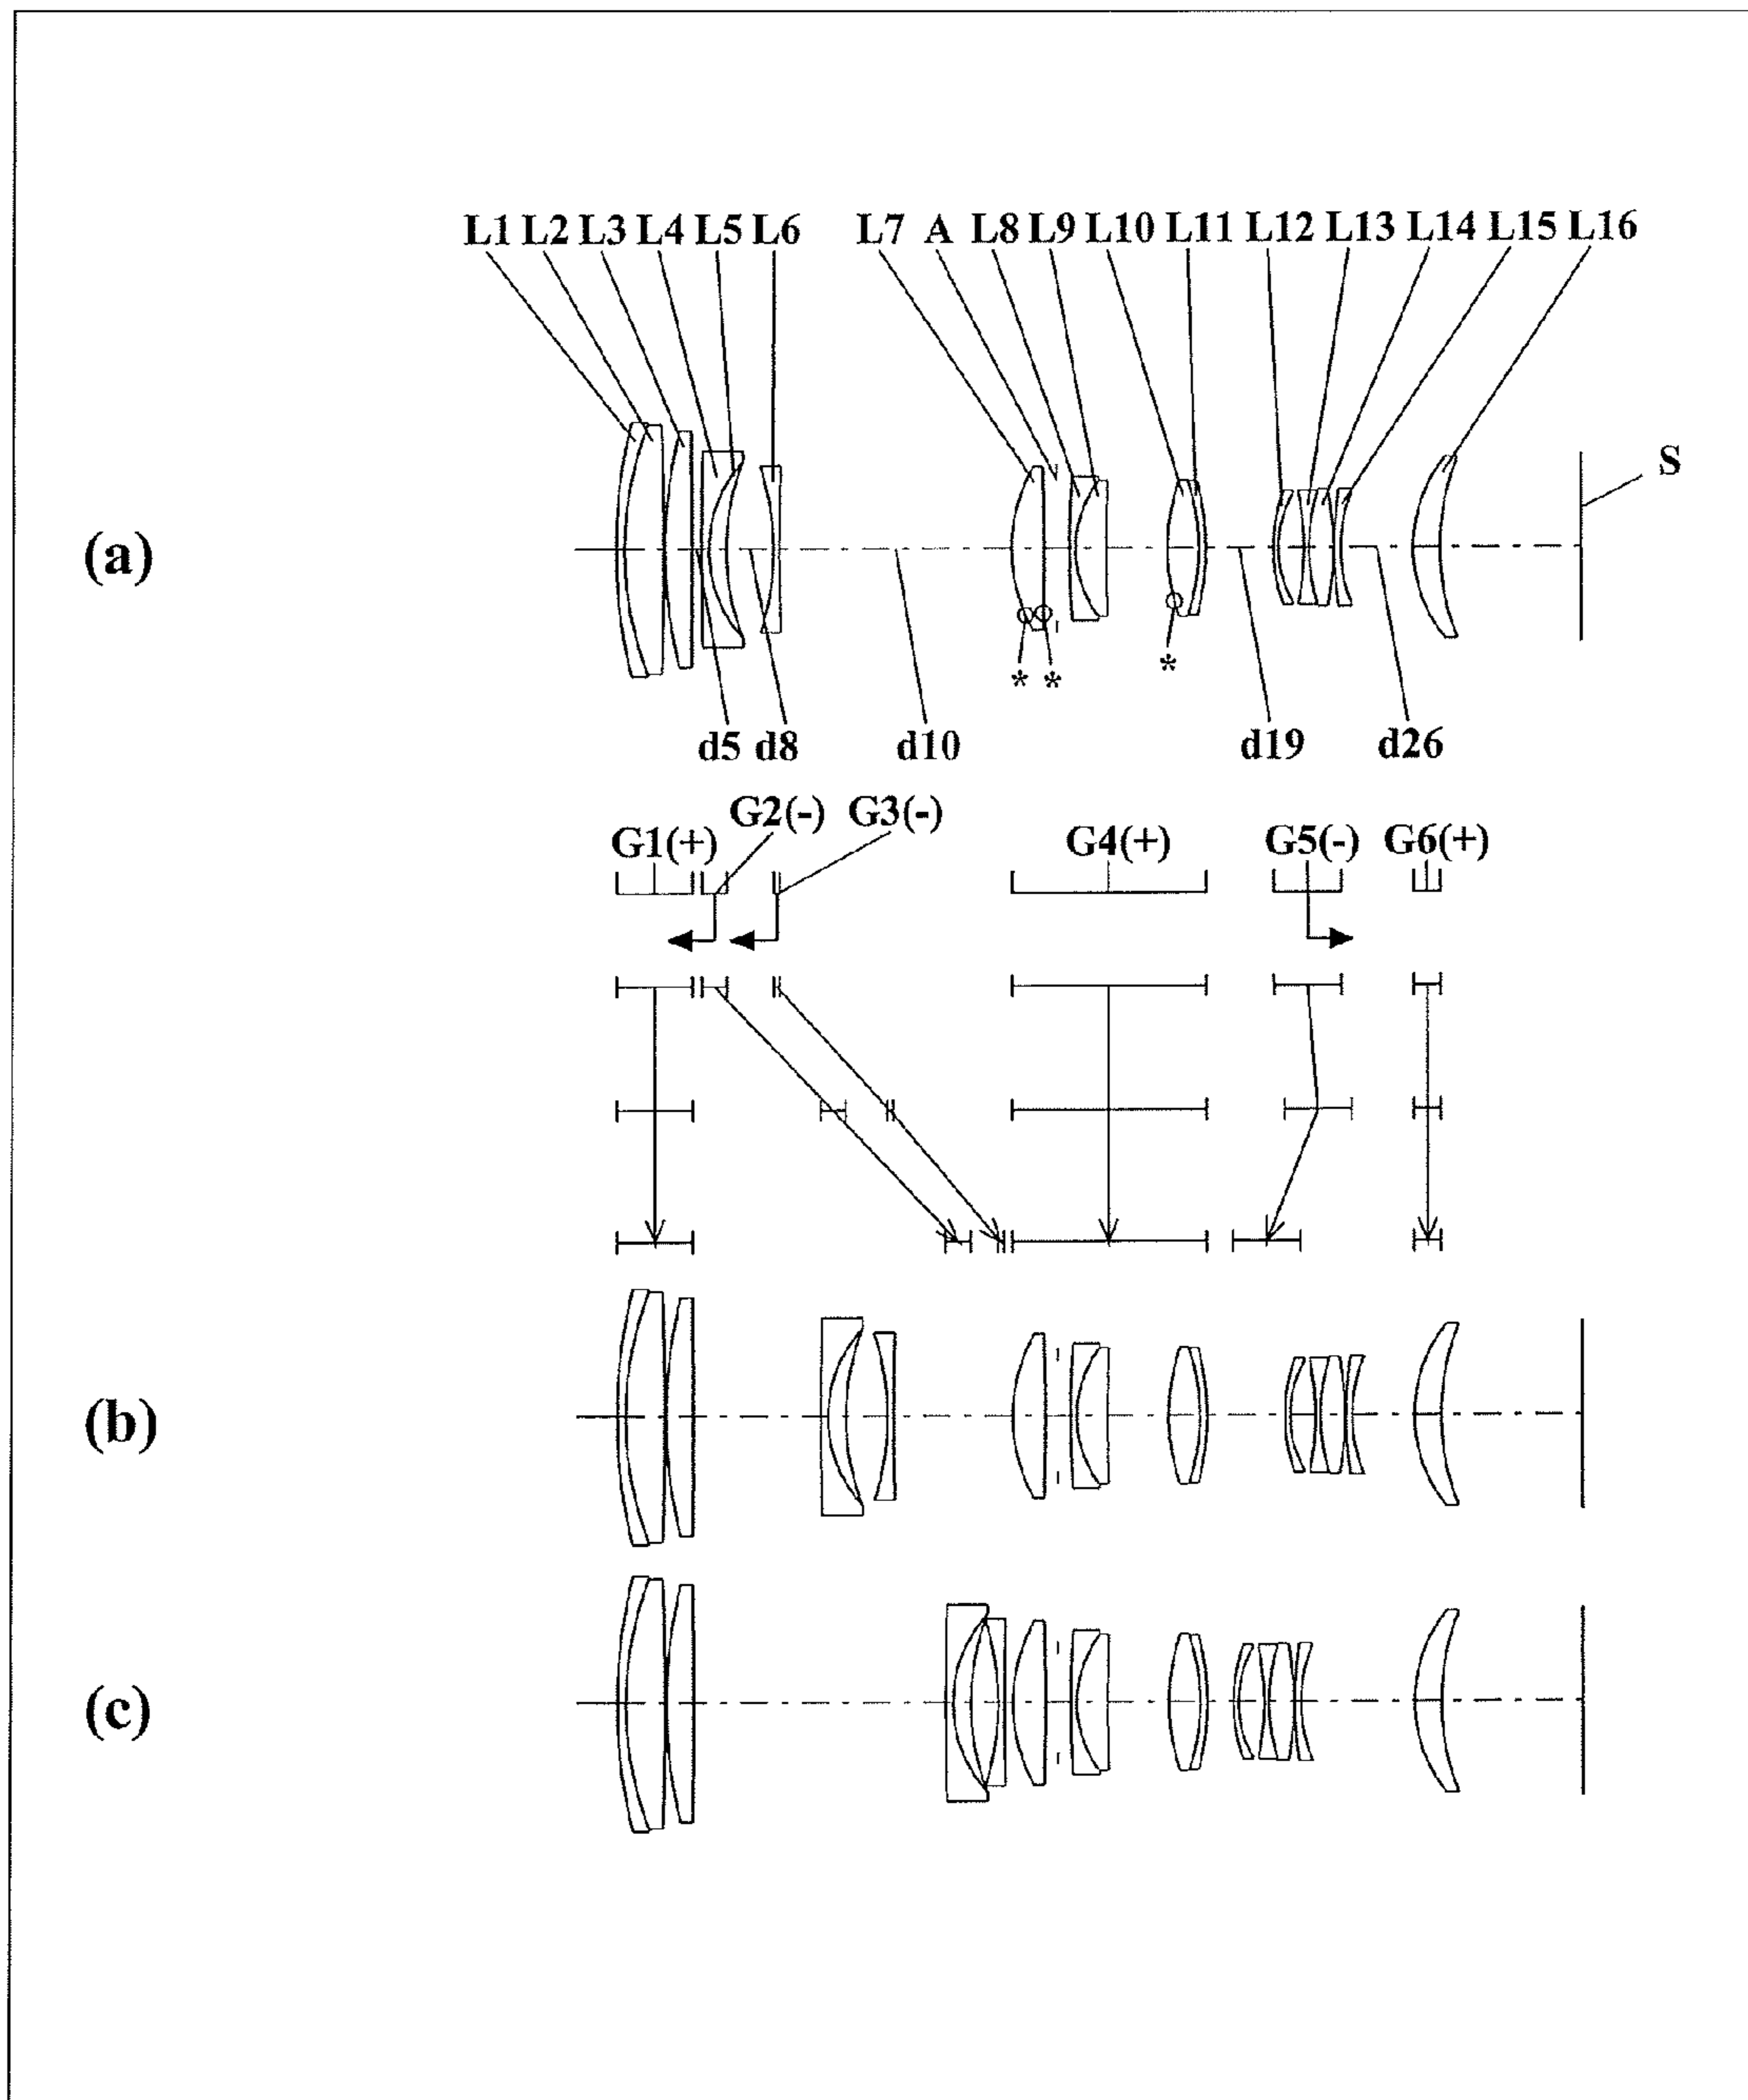 L1 L2 L3 L4 L5 L6 L7 A L8 L9 L10 L11 L12 L13 L14 L15 L16
S
(a)
* * *
d5 d8 d10 d19 d26
G1(+) G2(-) G3(-) G4(+) G5(-) G6(+)
(b)
(c)